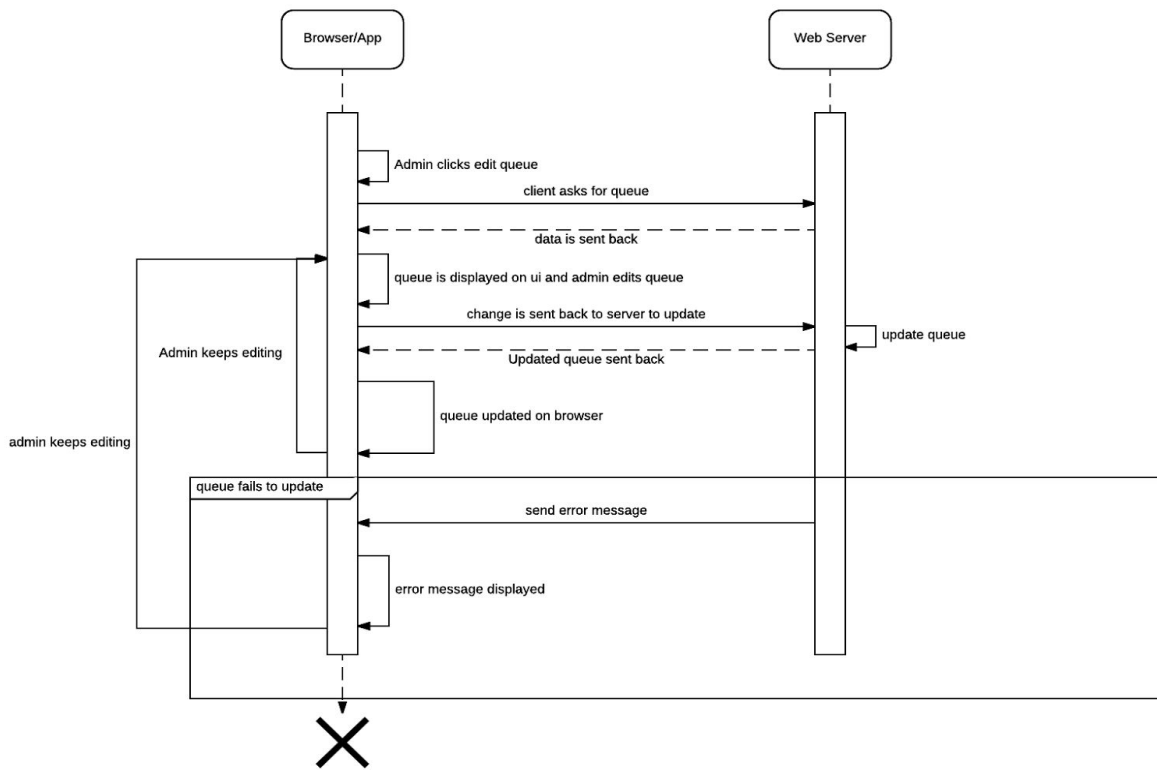 Browser/App
Web Server
Admin clicks edit queue
client asks for queue
data is sent back
queue is displayed on ui and admin edits queue
change is sent back to server to update
update queue
Admin keeps editing
Updated queue sent back
queue updated on browser
admin keeps editing
queue fails to update
send error message
error message displayed